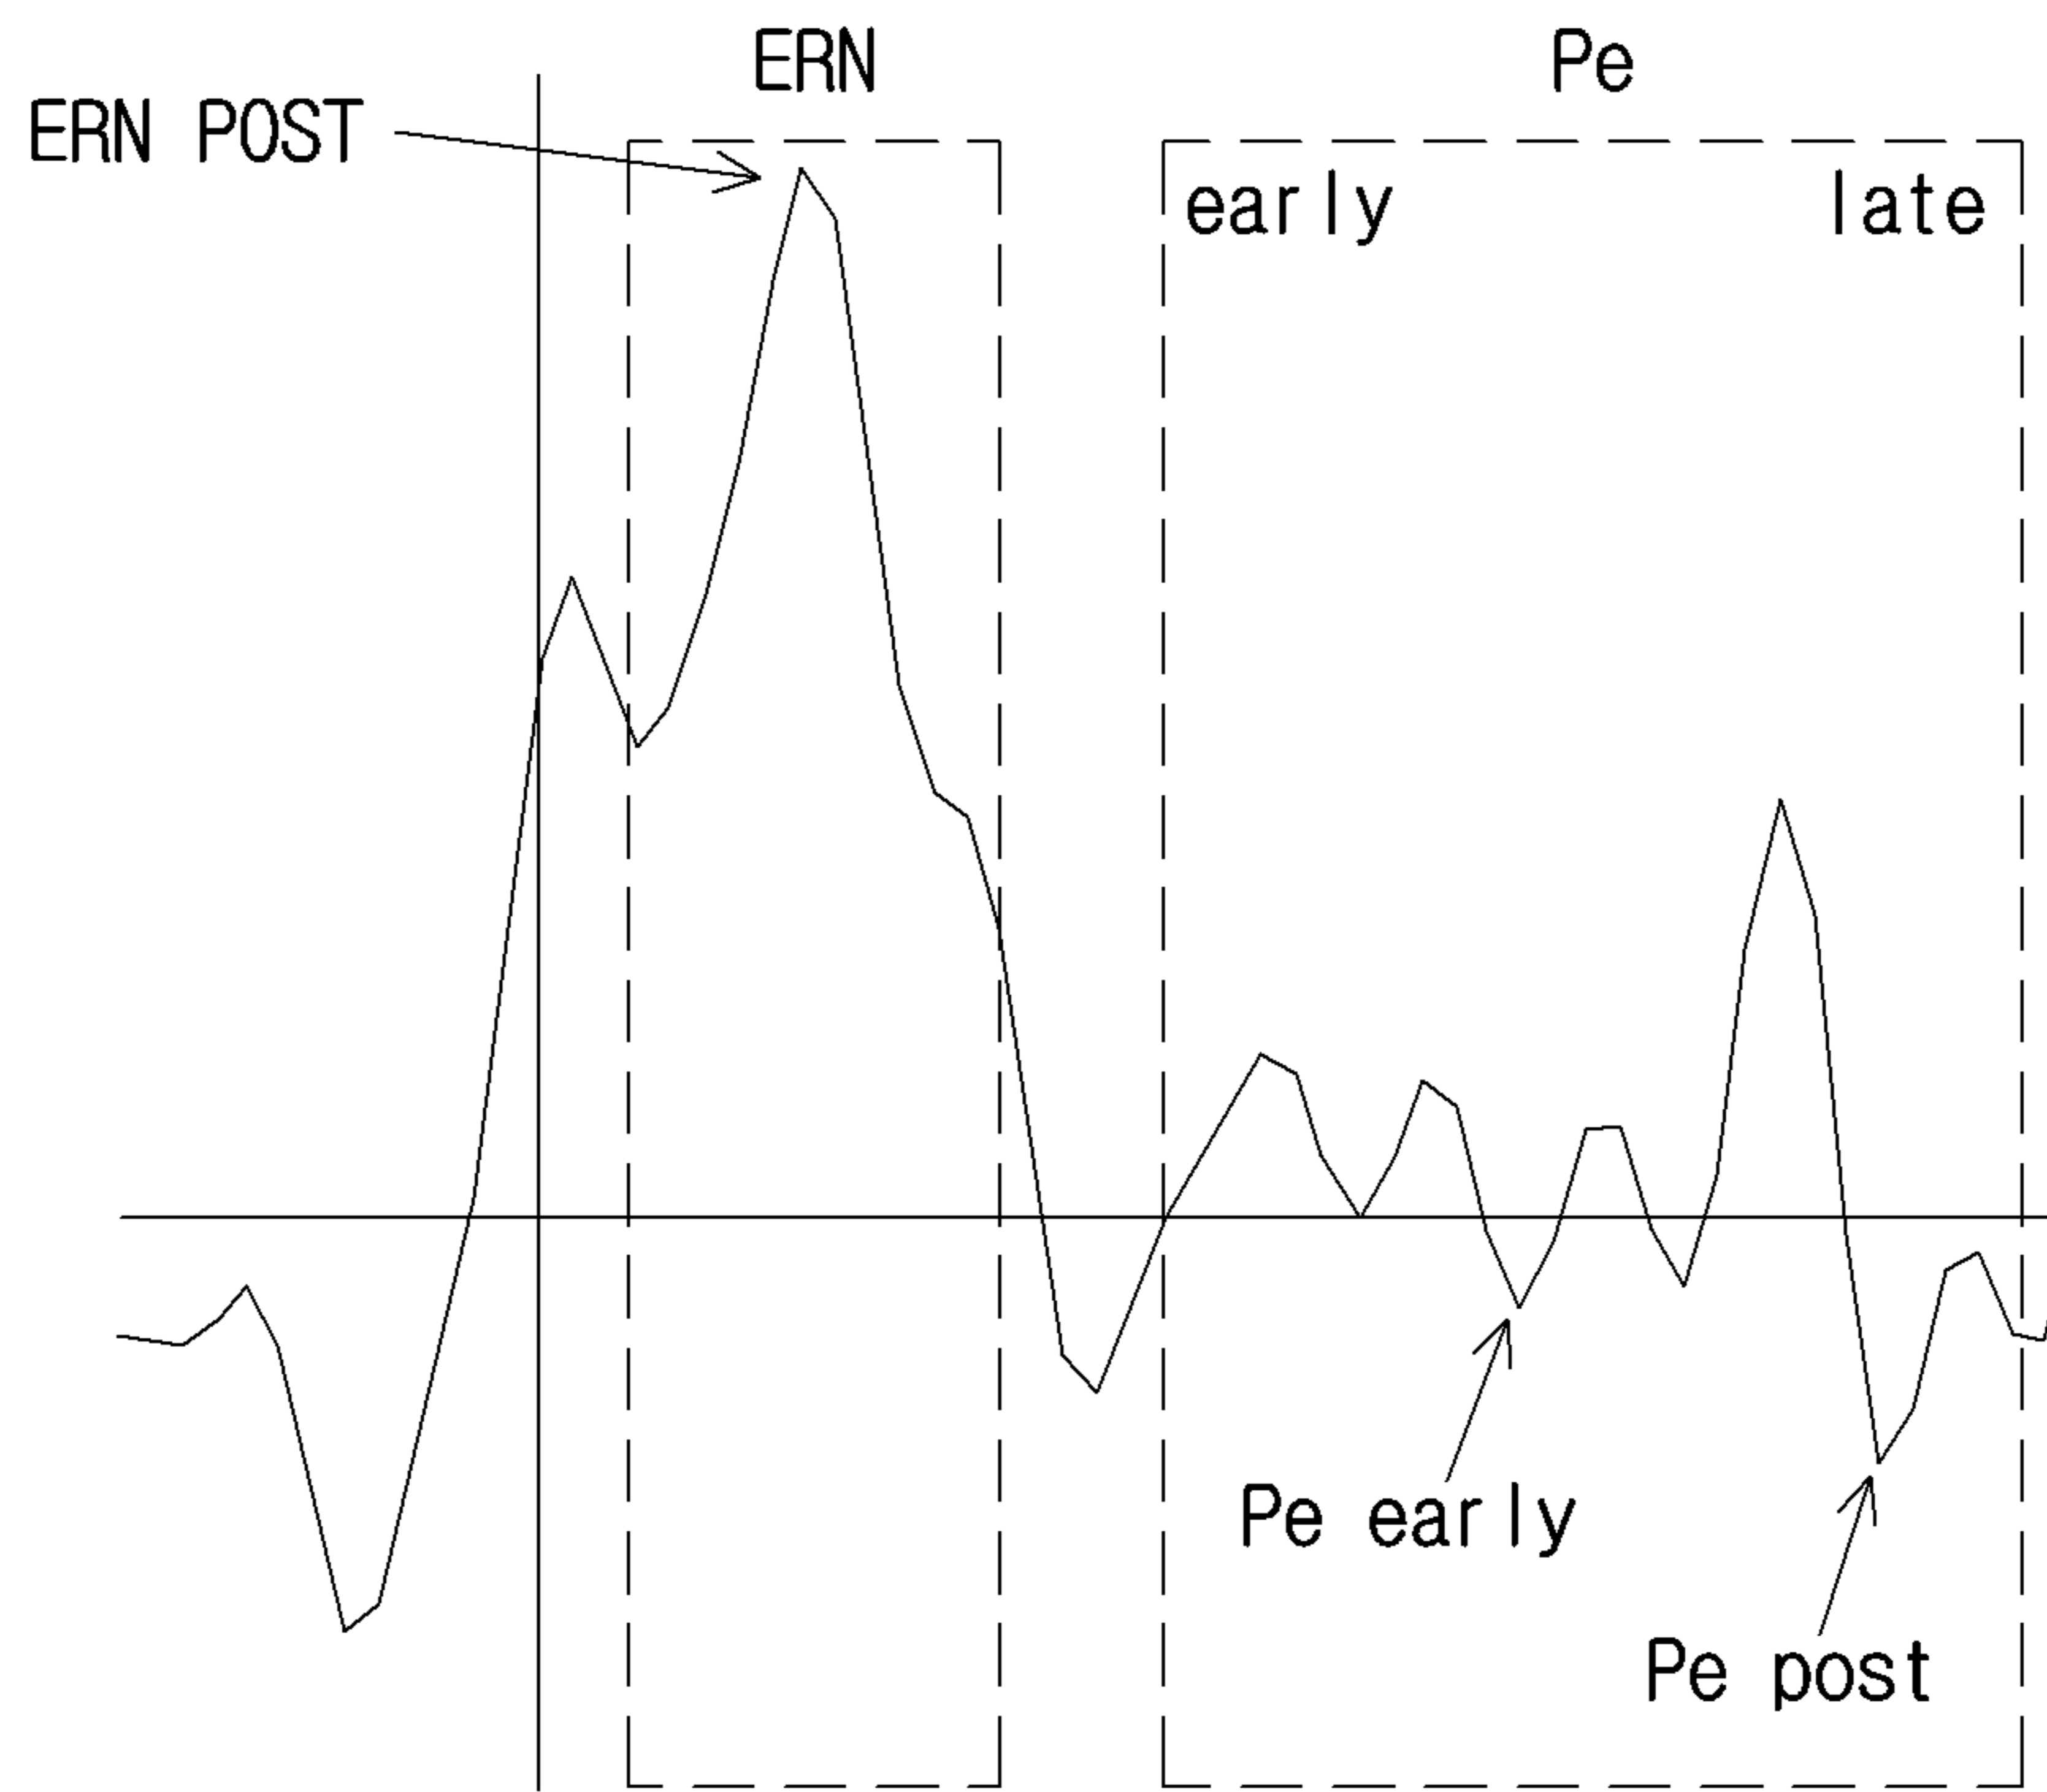 ERN
Pe
ERN POST
early
late
Pe early
Pe post